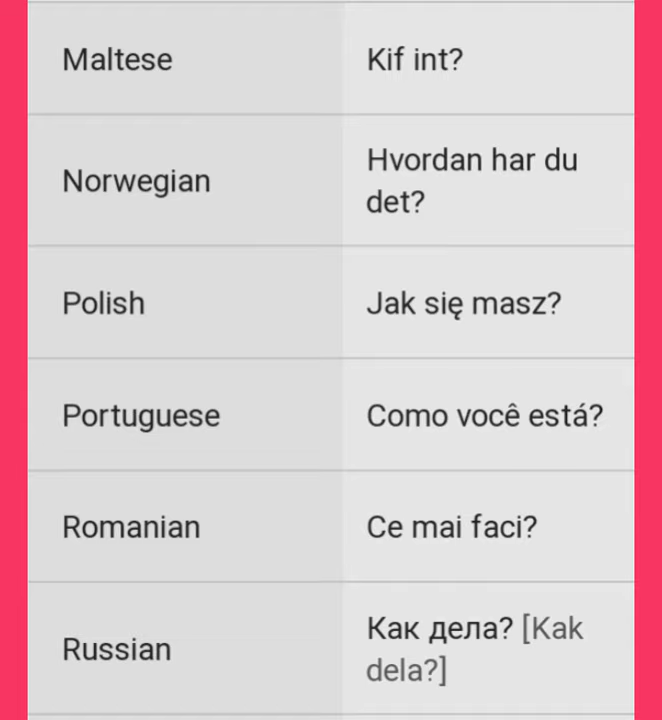 Maltese
Kif int?
Norwegian
Hvordan har du
det?
Polish
Jak się masz?
Portuguese
Como você está?
Romanian
Ce mai faci?
Russian
Как дела? [Kak
dela?]